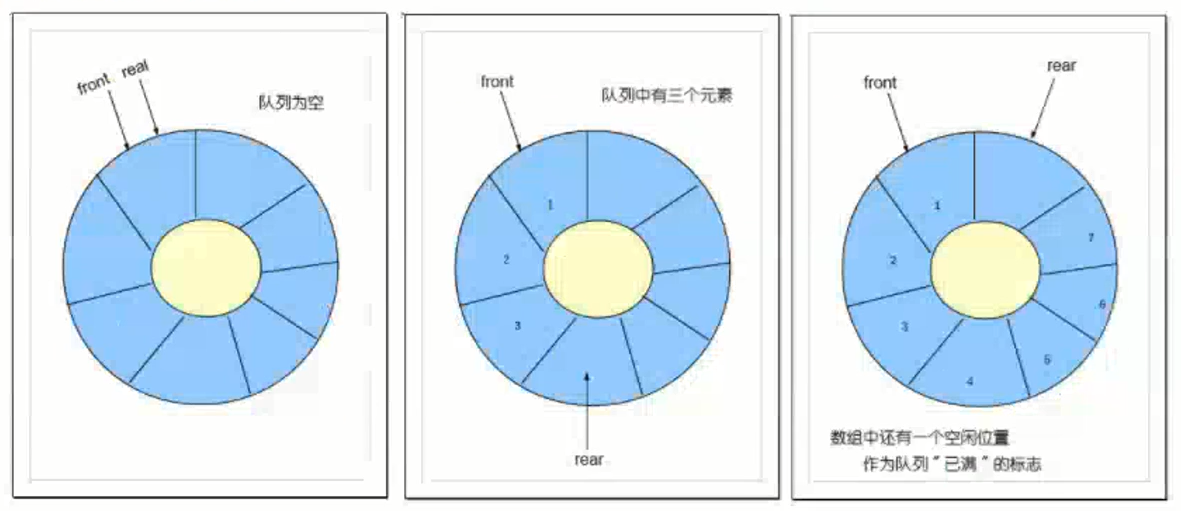 front real
队列为空
front
队列中有三个元素
1
2
3
rear
front
rear
1
2
3
4
5
6
7
数组中还有一个空闲位置
作为队列"已满"的标志